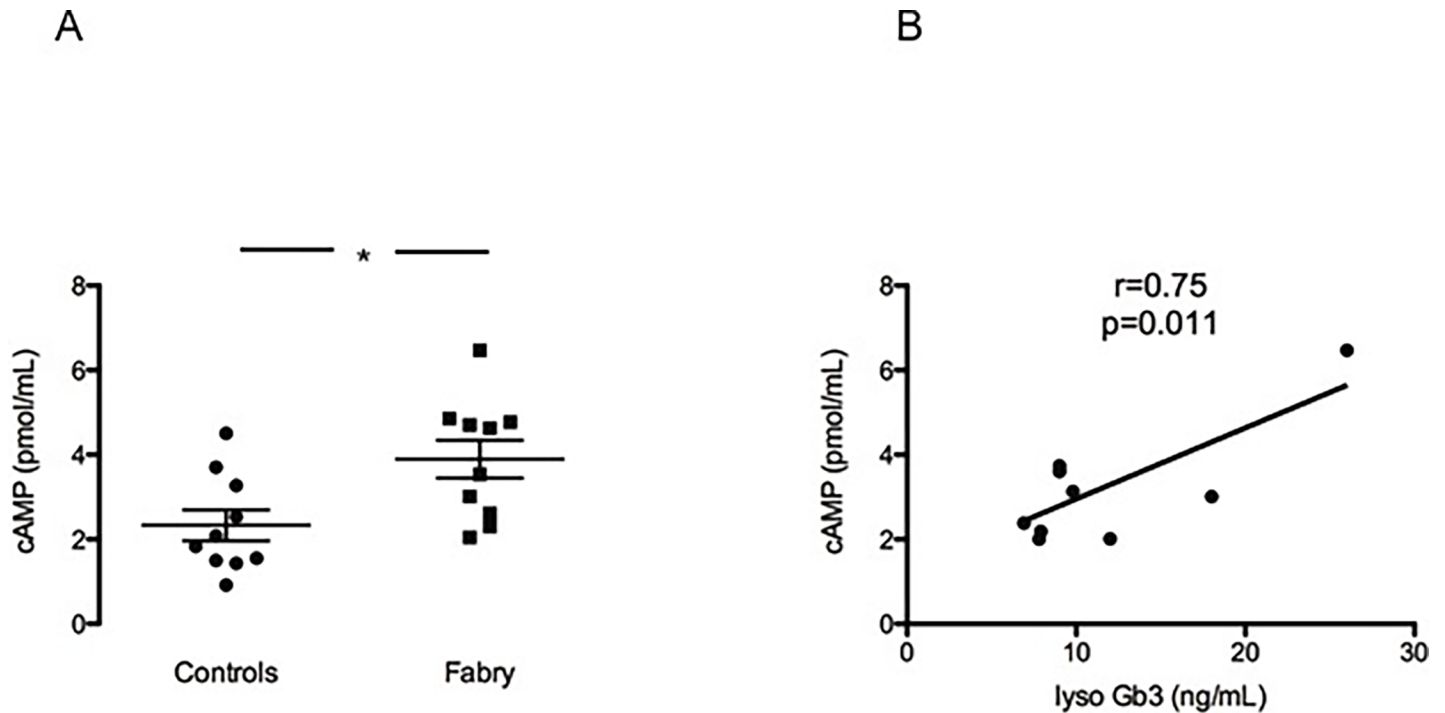 A
B
*
8
6
4
2
0
cAMP (pmol/mL)
Controls
Fabry
r=0.75
p=0.011
8
6
4
2
0
cAMP (pmol/mL)
0
10
20
30
lyso Gb3 (ng/mL)